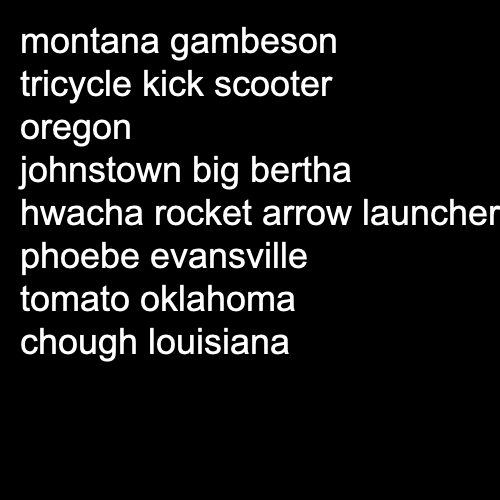 montana gambeson
tricycle kick scooter
oregon
johnstown big bertha
hwacha rocket arrow launcher
phoebe evansville
tomato oklahoma
chough louisiana